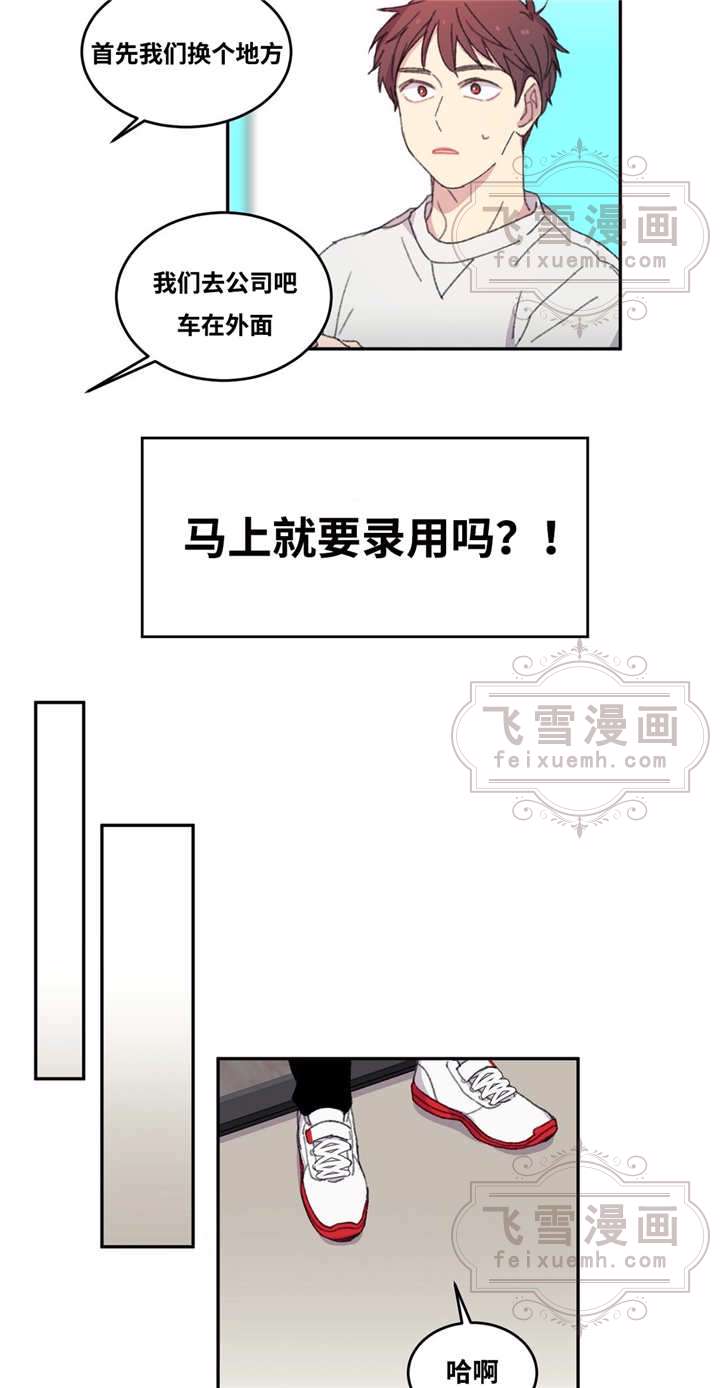 首先我们换个地方
飞雪漫画
feixuemh.com
我们去公司吧
车在外面
马上就要录用吗？！
飞雪漫画
feixuemh.com
飞雪漫画
feixuemh.com
哈啊